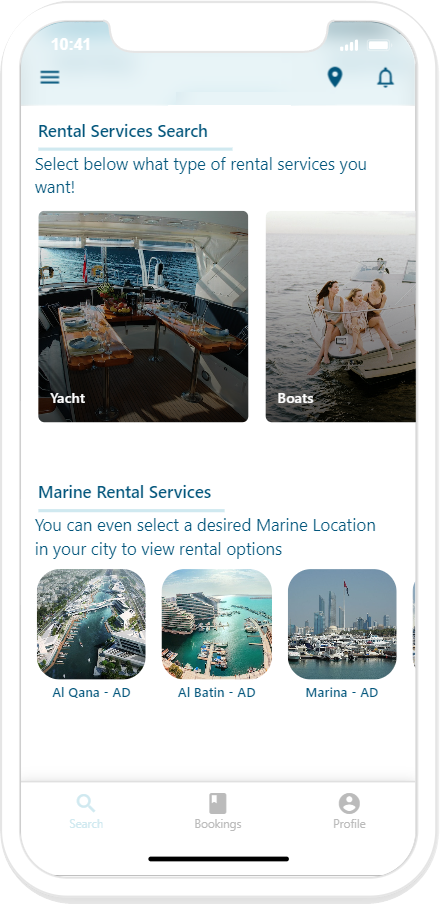 10:41
Rental Services Search
Select below what type of rental services you
want!
Yacht
Boats
Marine Rental Services
You can even select a desired Marine Location
in your city to view rental options
Al Qana - AD
Al Batin - AD
Marina - AD
Search
Bookings
Profile